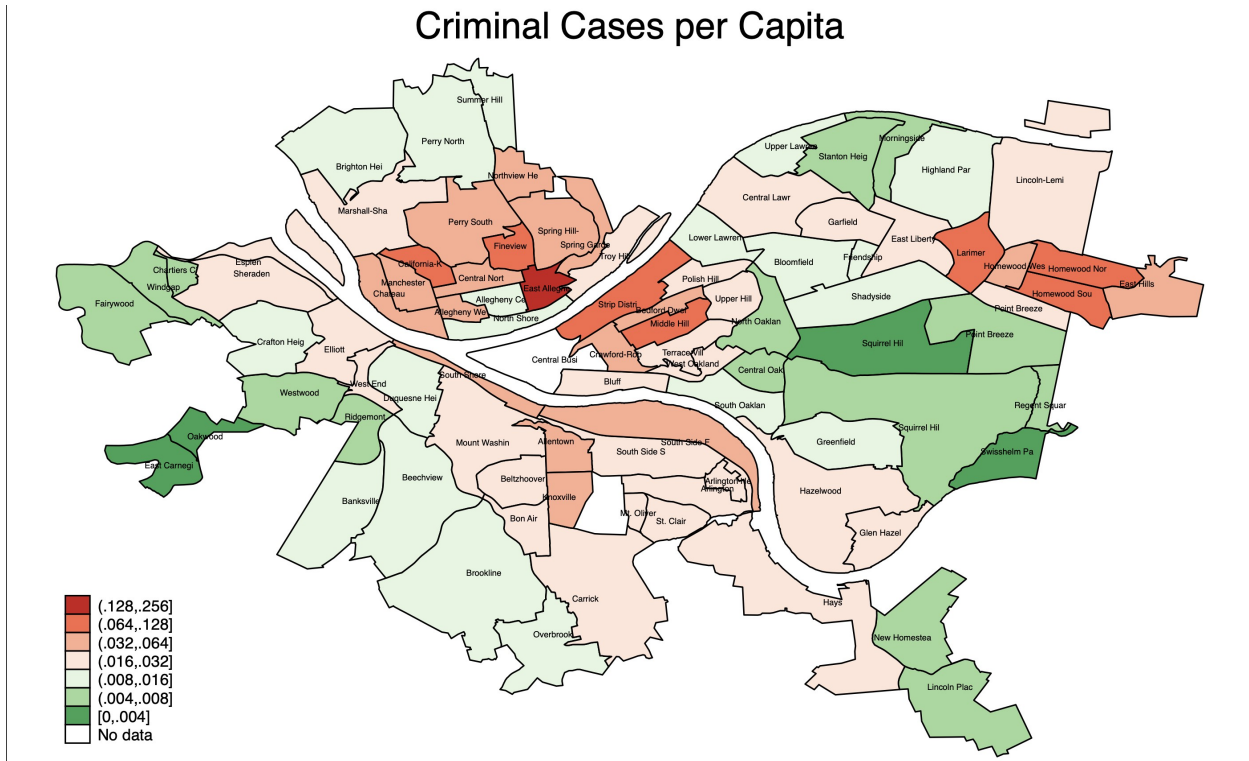 Criminal Cases per Capita
Summer Hill
Perry North
Brighton Hei
Northview He
Marshall-Sha
Perry South
Spring Hill-
Fineview
Spring Garde
Troy Hill
California-K
Central Nort
Manchester
Chateau
East Alleghe
Allegheny Ce
Allegheny We
North Shore
Upper Lawre
Stanton Heig
Morningside
Highland Par
Lincoln-Lemi
Central Lawr
Garfield
East Liberty
Lower Lawren
Friendship
Bloomfield
Larimer
Homewood Wes
Homewood Nor
East Hills
Homewood Sou
Point Breeze
Point Breeze
Shadyside
Polish Hill
Upper Hill
Strip Distri
Bedford Dwel
Middle Hill
North Oaklan
Squirrel Hil
Central Busi
Crawford-Rob
Terrace Vill
West Oakland
Central Oak
Bluff
South Oaklan
Regent Squar
Squirrel Hil
Greenfield
Swisshelm Pa
Esplen
Sheraden
Chartiers C
Windgap
Fairywood
Crafton Heig
Elliott
West End
South Shore
Westwood
Duquesne Hei
Ridgemont
Oakwood
East Carnegi
Mount Washin
Allentown
South Side F
South Side S
Beechview
Beltzhoover
Arlington He
Arlington
Banksville
Knoxville
Mt. Oliver
St. Clair
Bon Air
Hazelwood
Glen Hazel
Brookline
Carrick
Overbrook
Hays
New Homestea
Lincoln Plac
(.128,.256]
(.064,.128]
(.032,.064]
(.016,.032]
(.008,.016]
(.004,.008]
[0,.004]
No data